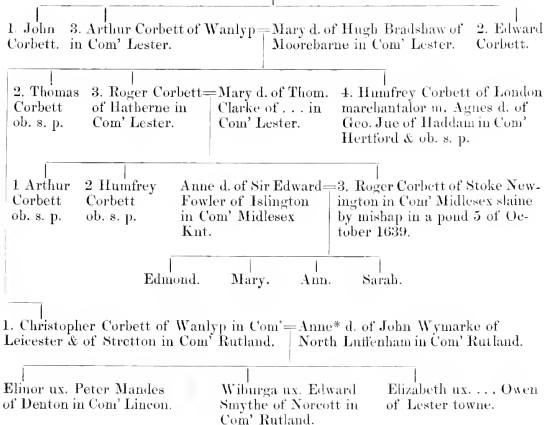 1. John Corbett.
3. Arthur Corbett of Wanlyp in Com' Lester.
=
Mary d. of Hugh Bradshaw of Moorebarne in Com' Lester.
2. Edward Corbett.
2. Thomas
Corbett
ob. s. p.
3. Roger Corbett=
of Hatherne in
Com' Lester.
Mary d. of Thom.
Clarke of . . . in
Com' Lester.
4. Humfrey Corbett of London
marchantalor m. Agnes d. of
Geo. Jue of Haddam in Com'
Hertford & ob. s. p.
1 Arthur
Corbett
ob. s. p.
2 Humfrey
Corbett
ob. s. p.
Anne d. of Sir Edward=
Fowler of Islington
in Com' Midlesex
Knt.
3. Roger Corbett of Stoke New-
ington in Com' Midlesex slaine
by mishap in a pond 5 of Oc-
tober 1639.
Edmond. Mary. Ann. Sarah.
1. Christopher Corbett of Wanlyp in Com'=
Leicester & of Stretton in Com' Rutland.
Anne* d. of John Wymarke of
North Luffenham in Com' Rutland.
Elinor ux. Peter Mandes
of Denton in Com' Lincon.
Wiburga ux. Edward
Smythe of Norcott in
Com' Rutland.
Elizabeth ux. . . . Owen
of Lester towne.